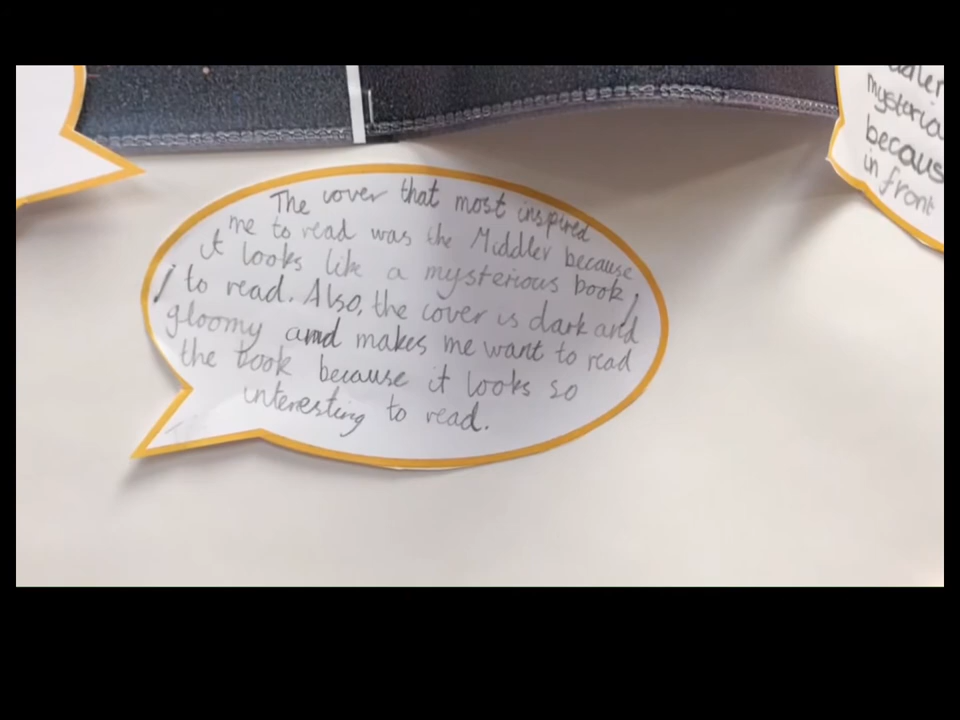 The cover that most inspired
me to read was the Middler because
it looks like a mysterious book
to read. Also, the cover is dark and
gloomy and makes me want to read
the book because it looks so
interesting to read.
because
in front